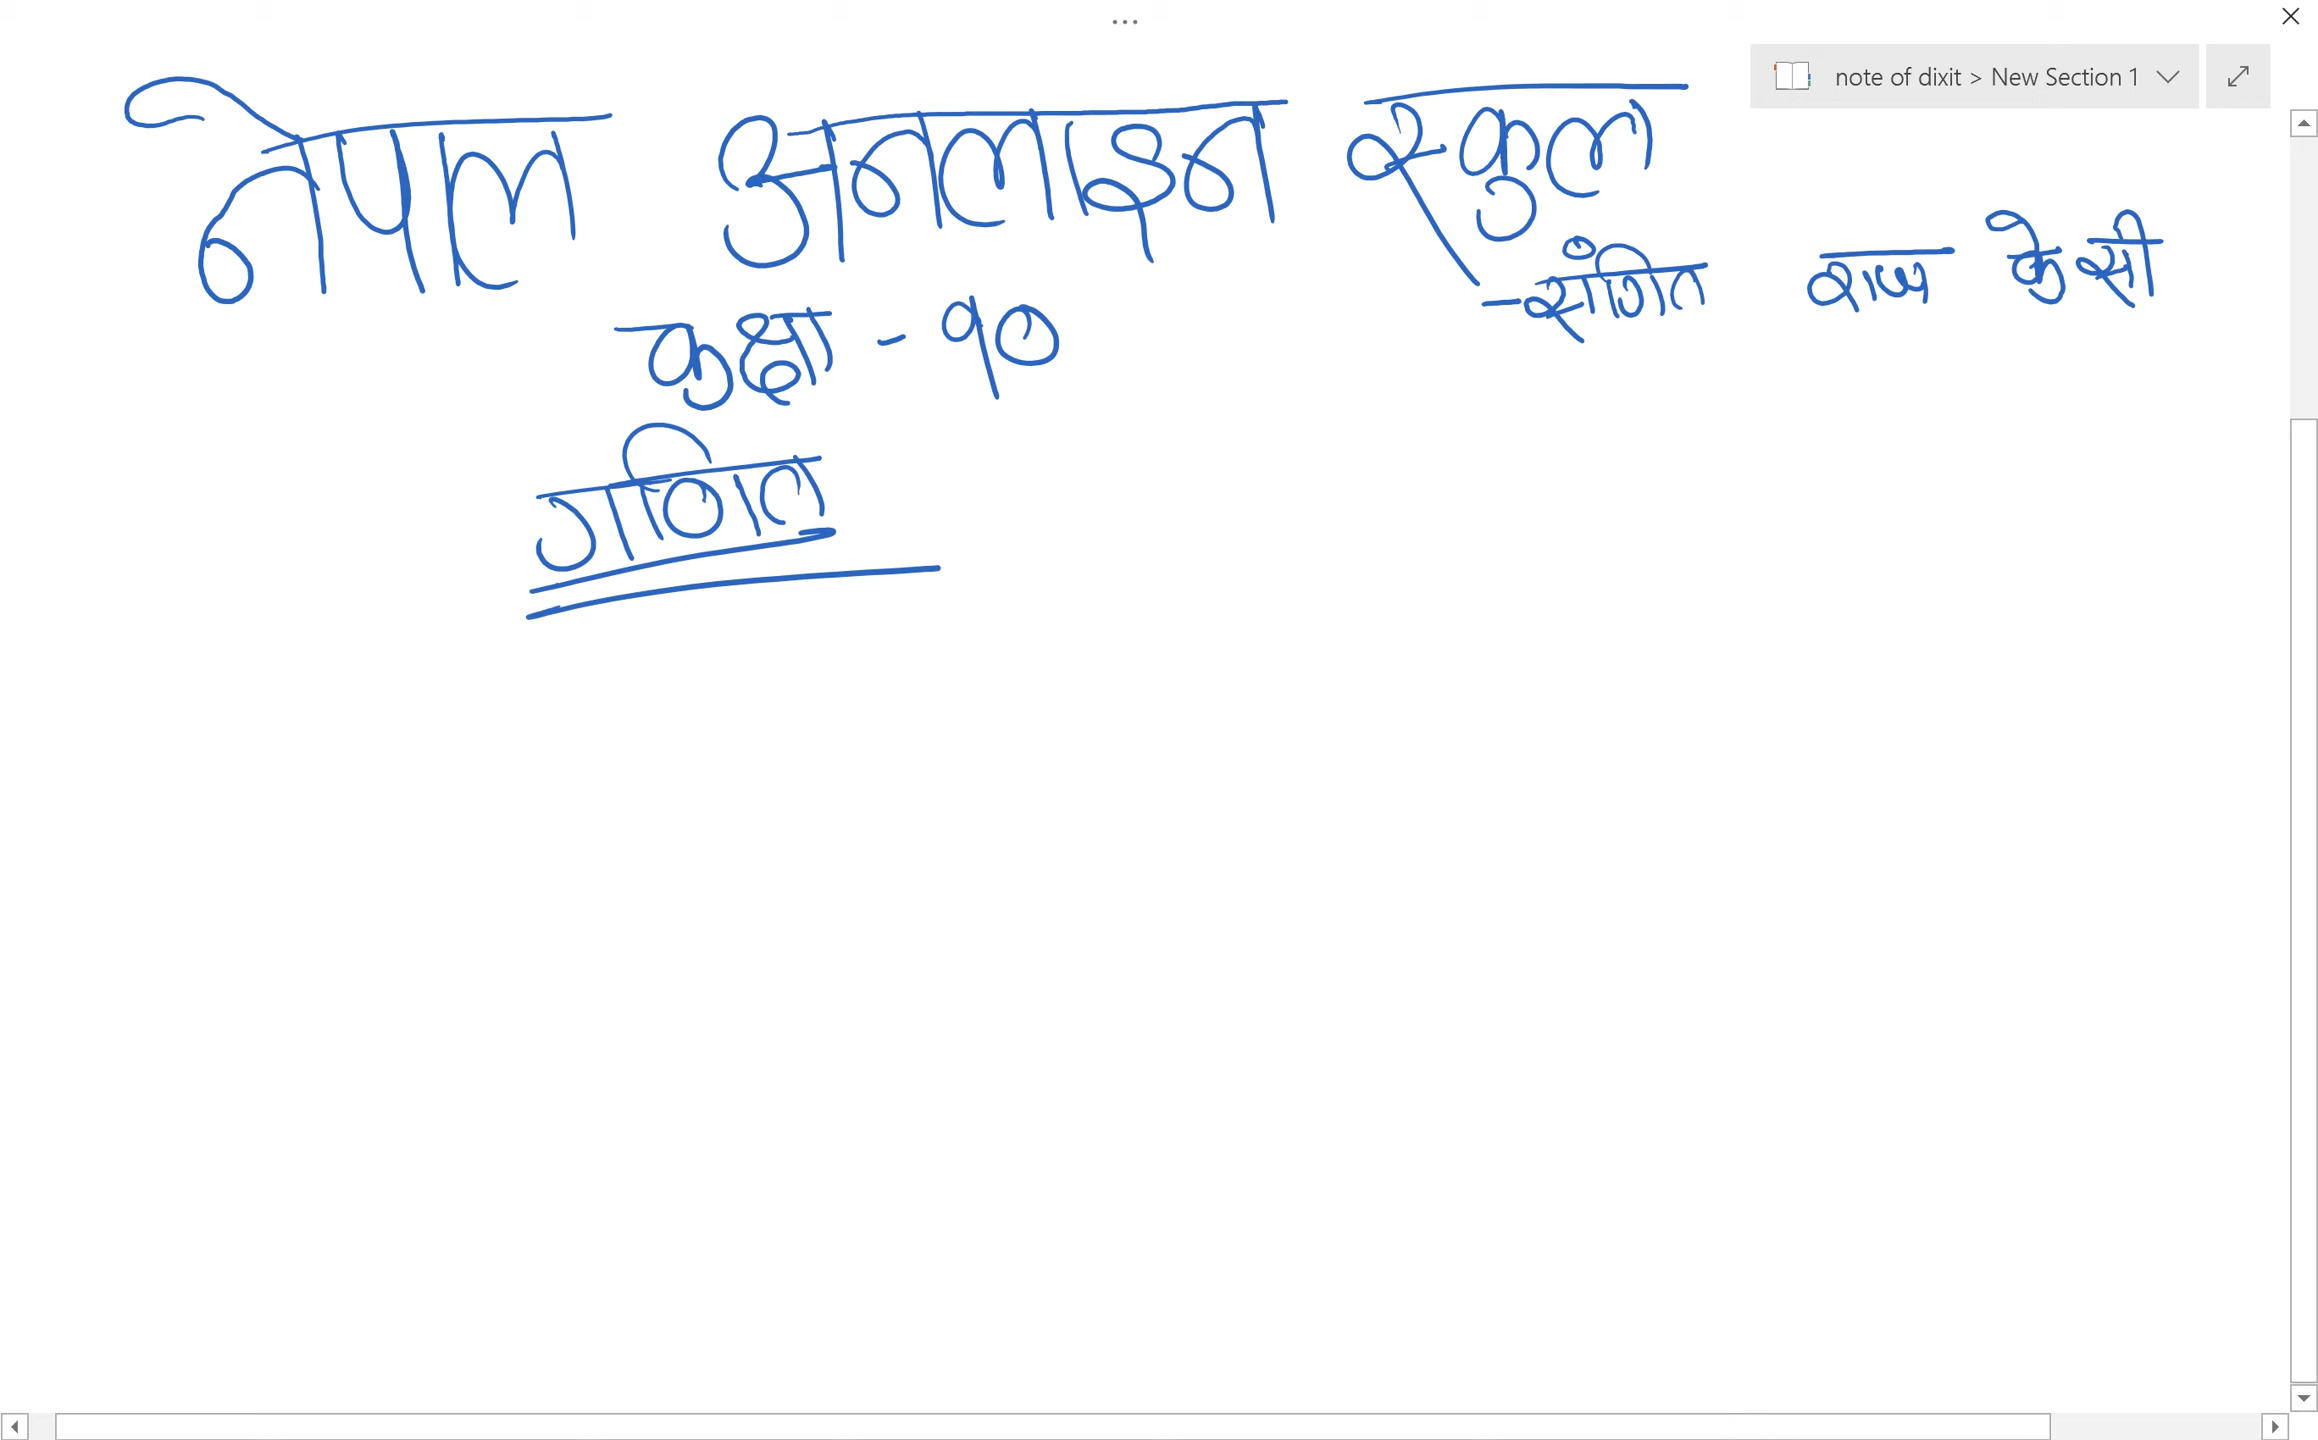 note of dixit > New Section 1
नेपाल अनलाइन स्कुल
- संगित राज के सी
कक्षा - १०
गणित